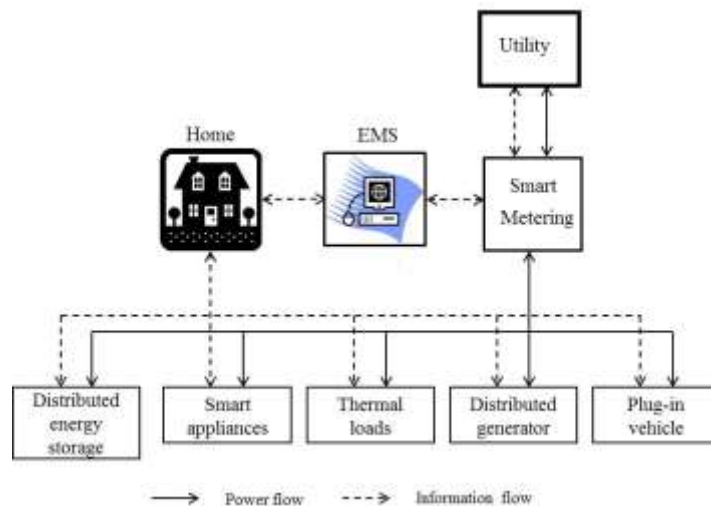 Utility
Home
EMS
Smart
Metering
Distributed
energy
storage
Smart
appliances
Thermal
loads
Distributed
generator
Plug-in
vehicle
Power flow
Information flow